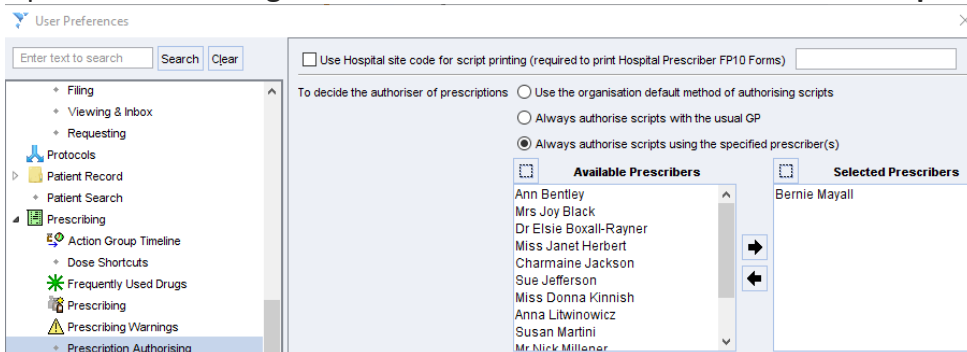 User Preferences
Enter text to search Search Clear
Filing
Viewing & Inbox
Requesting
Protocols
Patient Record
Patient Search
Prescribing
Action Group Timeline
Dose Shortcuts
Frequently Used Drugs
Prescribing
Prescribing Warnings
Prescription Authorising
Use Hospital site code for script printing (required to print Hospital Prescriber FP10 Forms)
To decide the authoriser of prescriptions Use the organisation default method of authorising scripts
Always authorise scripts with the usual GP
Always authorise scripts using the specified prescriber(s)
Available Prescribers
Ann Bentley
Mrs Joy Black
Dr Elsie Boxall-Rayner
Miss Janet Herbert
Charmaine Jackson
Sue Jefferson
Miss Donna Kinnish
Anna Litwinowicz
Susan Martini
Mr Nick Millener
Selected Prescribers
Bernie Mayall